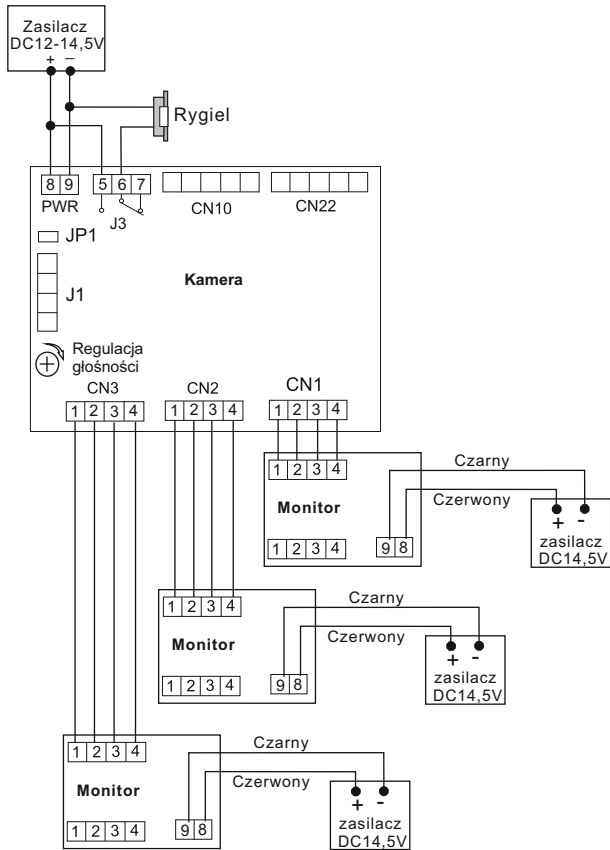 Zasilacz
DC12-14,5V
+ –
Rygiel
8 9
5 6 7
PWR
J3
CN10
CN22
JP1
J1
Kamera
Regulacja
głośności
CN3
CN2
CN1
1 2 3 4
1 2 3 4
1 2 3 4
1 2 3 4
Monitor
1 2 3 4
9 8
Czarny
Czerwony
+ -
zasilacz
DC14,5V
1 2 3 4
Monitor
1 2 3 4
9 8
Czarny
Czerwony
+ -
zasilacz
DC14,5V
1 2 3 4
Monitor
1 2 3 4
9 8
Czarny
Czerwony
+ -
zasilacz
DC14,5V